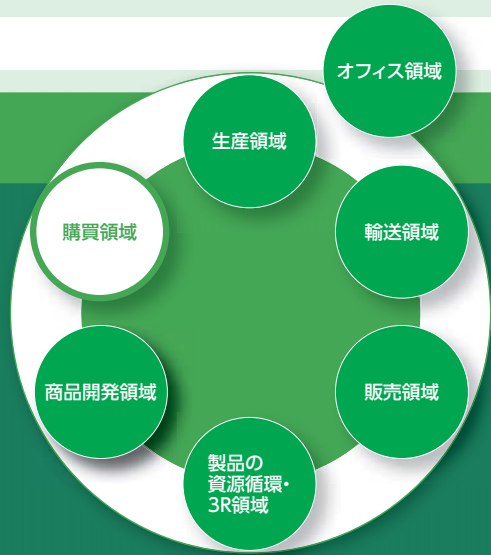 オフィス領域
生産領域
購買領域
輸送領域
商品開発領域
販売領域
製品の
資源循環・
3R領域